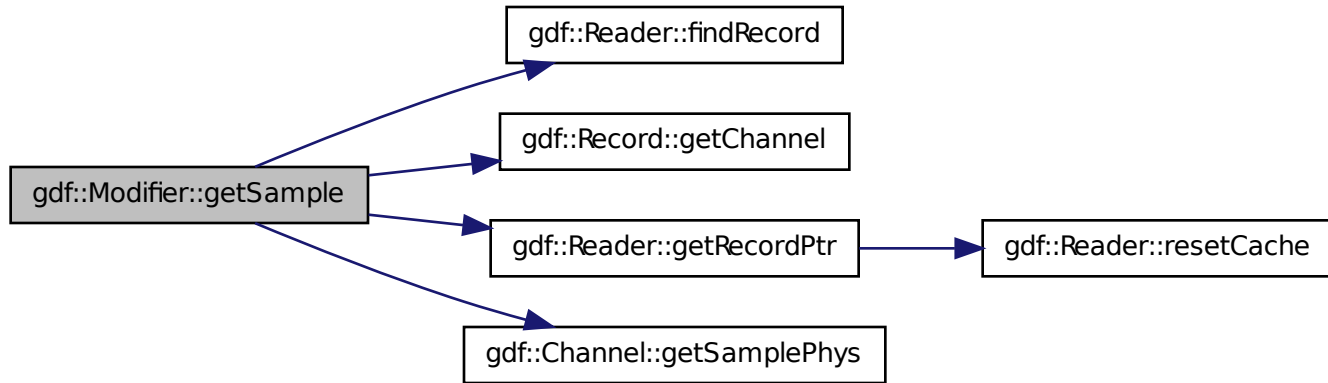 gdf::Reader::findRecord
gdf::Record::getChannel
gdf::Modifier::getSample
gdf::Reader::getRecordPtr
gdf::Reader::resetCache
gdf::Channel::getSamplePhys